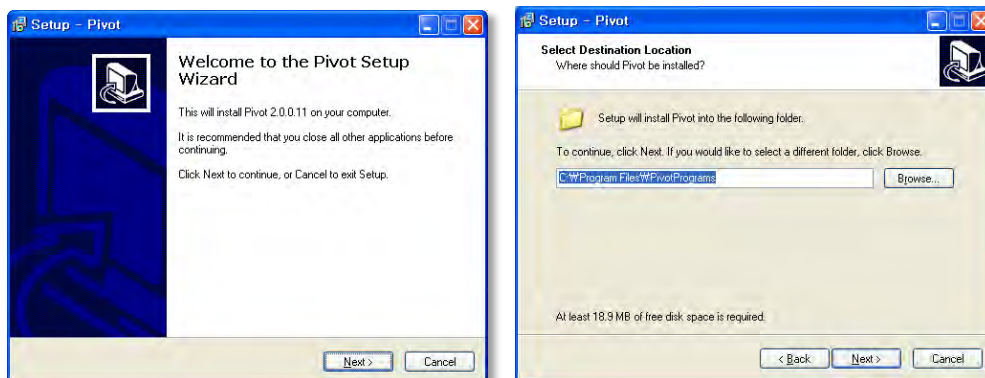 Setup - Pivot
Welcome to the Pivot Setup
Wizard
This will install Pivot 2.0.0.11 on your computer.
It is recommended that you close all other applications before
continuing.
Click Next to continue, or Cancel to exit Setup.
Next >
Cancel
Setup - Pivot
Select Destination Location
Where should Pivot be installed?
Setup will install Pivot into the following folder.
To continue, click Next. If you would like to select a different folder, click Browse.
C:₩Program Files₩PivotPrograms
Browse...
At least 18.9 MB of free disk space is required.
< Back
Next >
Cancel